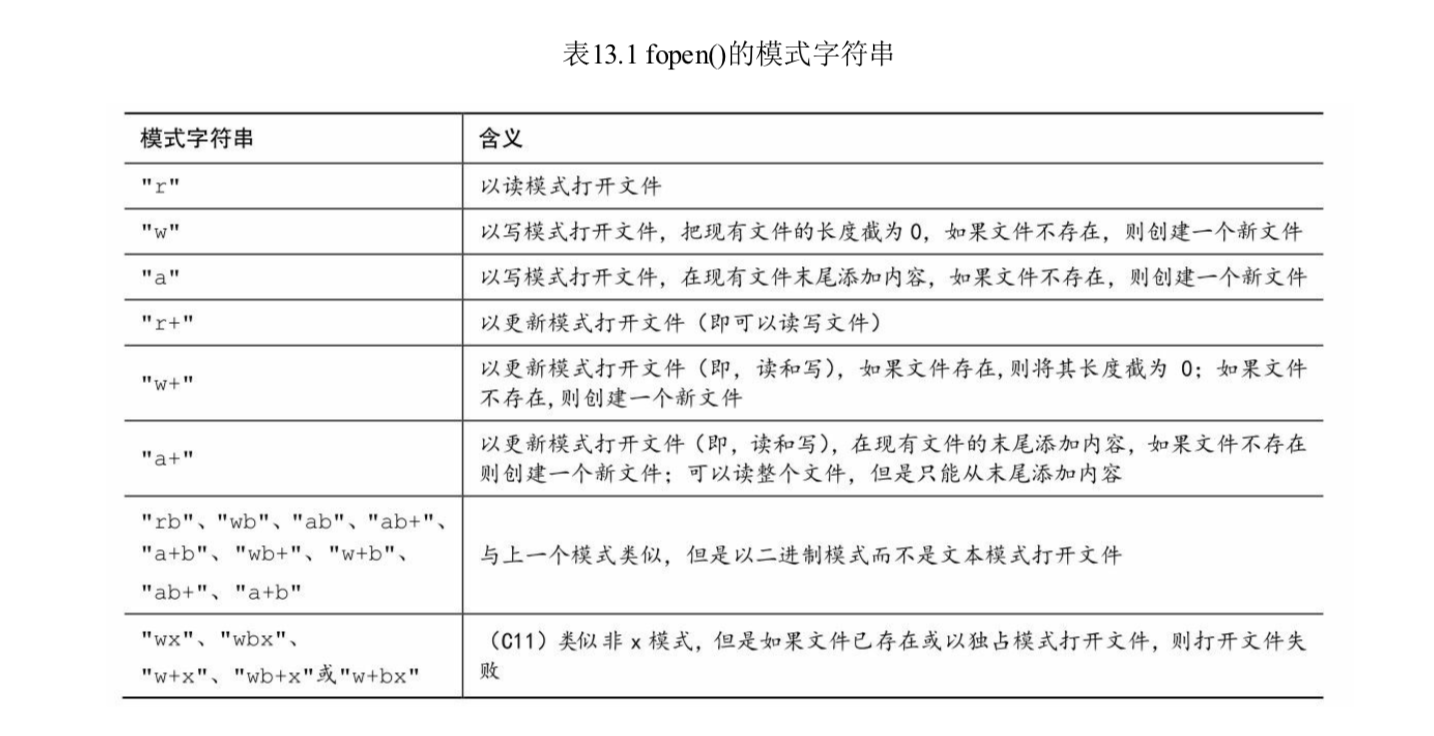 表13.1 fopen()的模式字符串
模式字符串 含义
"r" 以读模式打开文件
"w" 以写模式打开文件，把现有文件的长度截为 0，如果文件不存在，则创建一个新文件
"a" 以写模式打开文件，在现有文件末尾添加内容，如果文件不存在，则创建一个新文件
"r+" 以更新模式打开文件（即可以读写文件）
"w+" 以更新模式打开文件（即，读和写），如果文件存在,则将其长度截为 0；如果文件
不存在,则创建一个新文件
"a+" 以更新模式打开文件（即，读和写），在现有文件的末尾添加内容，如果文件不存在
则创建一个新文件；可以读整个文件，但是只能从末尾添加内容
"rb"、"wb"、"ab"、"ab+"、
"a+b"、"wb+"、"w+b"、
"ab+"、"a+b"
与上一个模式类似，但是以二进制模式而不是文本模式打开文件
"wx"、"wbx"、
"w+x"、"wb+x"或"w+bx"
（C11）类似非 x 模式，但是如果文件已存在或以独占模式打开文件，则打开文件失
败